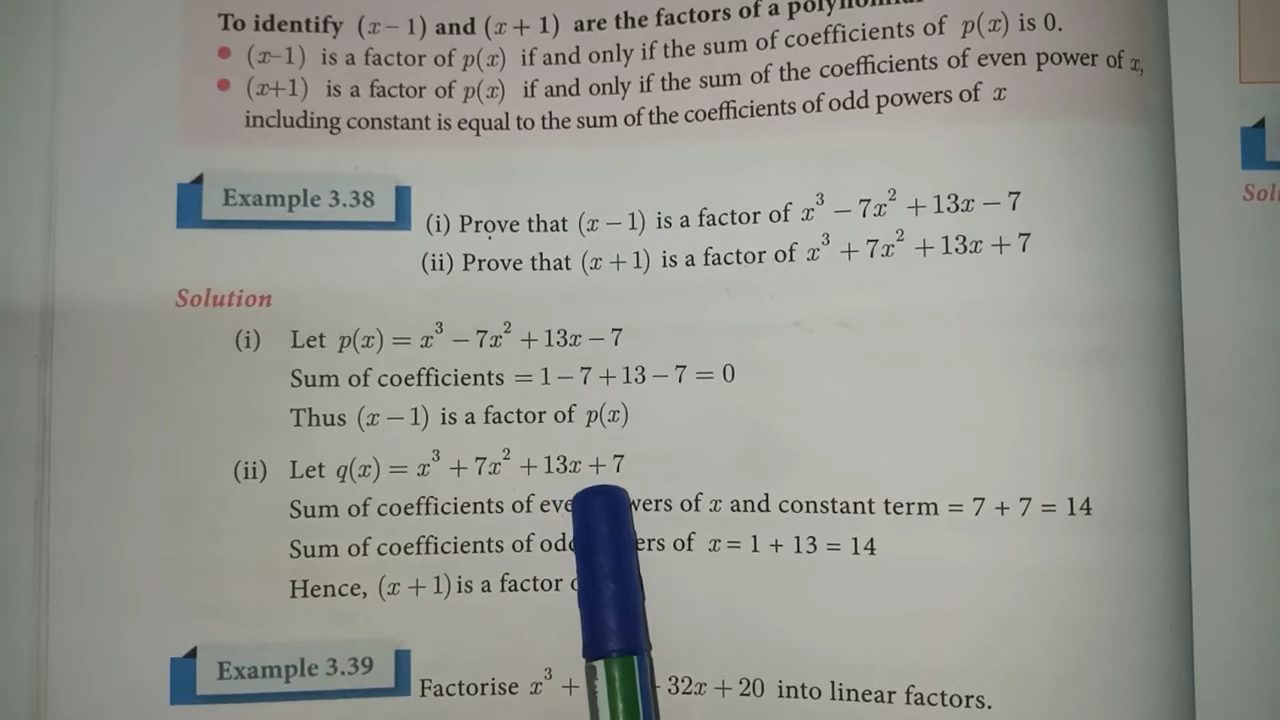 To identify (x − 1) and (x + 1) are the factors of a
• (x−1) is a factor of p(x) if and only if the sum of coefficients of p(x) is 0.
• (x+1) is a factor of p(x) if and only if the sum of the coefficients of even power of x,
including constant is equal to the sum of the coefficients of odd powers of x
Example 3.38
(i) Prove that (x − 1) is a factor of x³ − 7x² + 13x − 7
(ii) Prove that (x + 1) is a factor of x³ + 7x² + 13x + 7
Solution
(i) Let p(x) = x³ − 7x² + 13x − 7
Sum of coefficients = 1 − 7 + 13 − 7 = 0
Thus (x − 1) is a factor of p(x)
(ii) Let q(x) = x³ + 7x² + 13x + 7
Sum of coefficients of of x and constant term = 7 + 7 = 14
Sum of coefficients of of x = 1 + 13 = 14
Hence, (x + 1) is a factor
Example 3.39
Factorise x³ + 32x + 20 into linear factors.